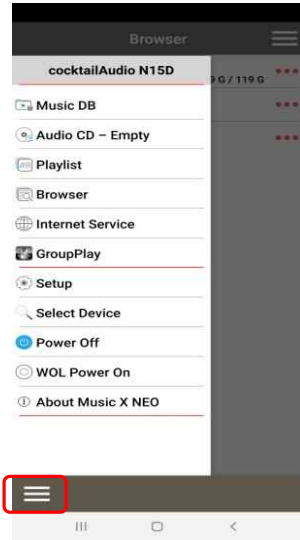 Browser
cocktailAudio N15D
9 G / 119 G
Music DB
Audio CD – Empty
Playlist
Browser
Internet Service
GroupPlay
Setup
Select Device
Power Off
WOL Power On
About Music X NEO